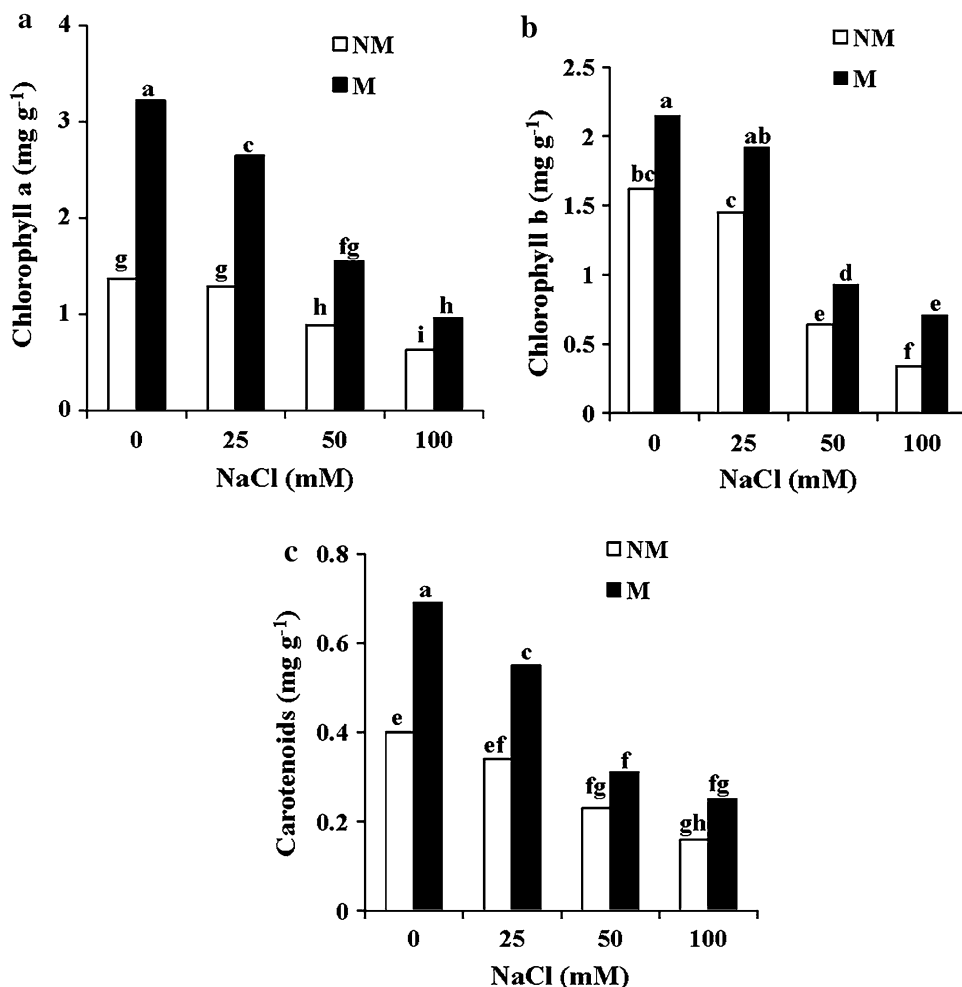 a
4
3
2
1
0
Chlorophyll a (mg g-1)
NM
M
a
c
fg
h
g
g
h
i
0 25 50 100
NaCl (mM)
b
2.5
2
1.5
1
0.5
0
Chlorophyll b (mg g-1)
NM
M
a
ab
d
e
bc
c
e
f
0 25 50 100
NaCl (mM)
c
0.8
0.6
0.4
0.2
0
Carotenoids (mg g-1)
NM
M
a
c
f
fg
e
ef
fg
gh
0 25 50 100
NaCl (mM)